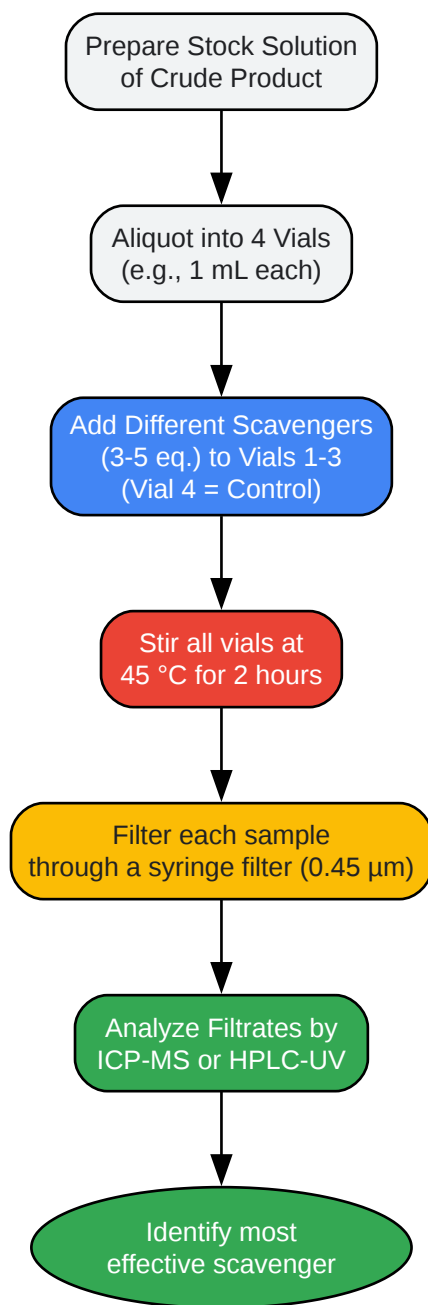 Prepare Stock Solution
of Crude Product
Aliquot into 4 Vials
(e.g., 1 mL each)
Add Different Scavengers
(3-5 eq.) to Vials 1-3
(Vial 4 = Control)
Stir all vials at
45 °C for 2 hours
Filter each sample
through a syringe filter (0.45 µm)
Analyze Filtrates by
ICP-MS or HPLC-UV
Identify most
effective scavenger